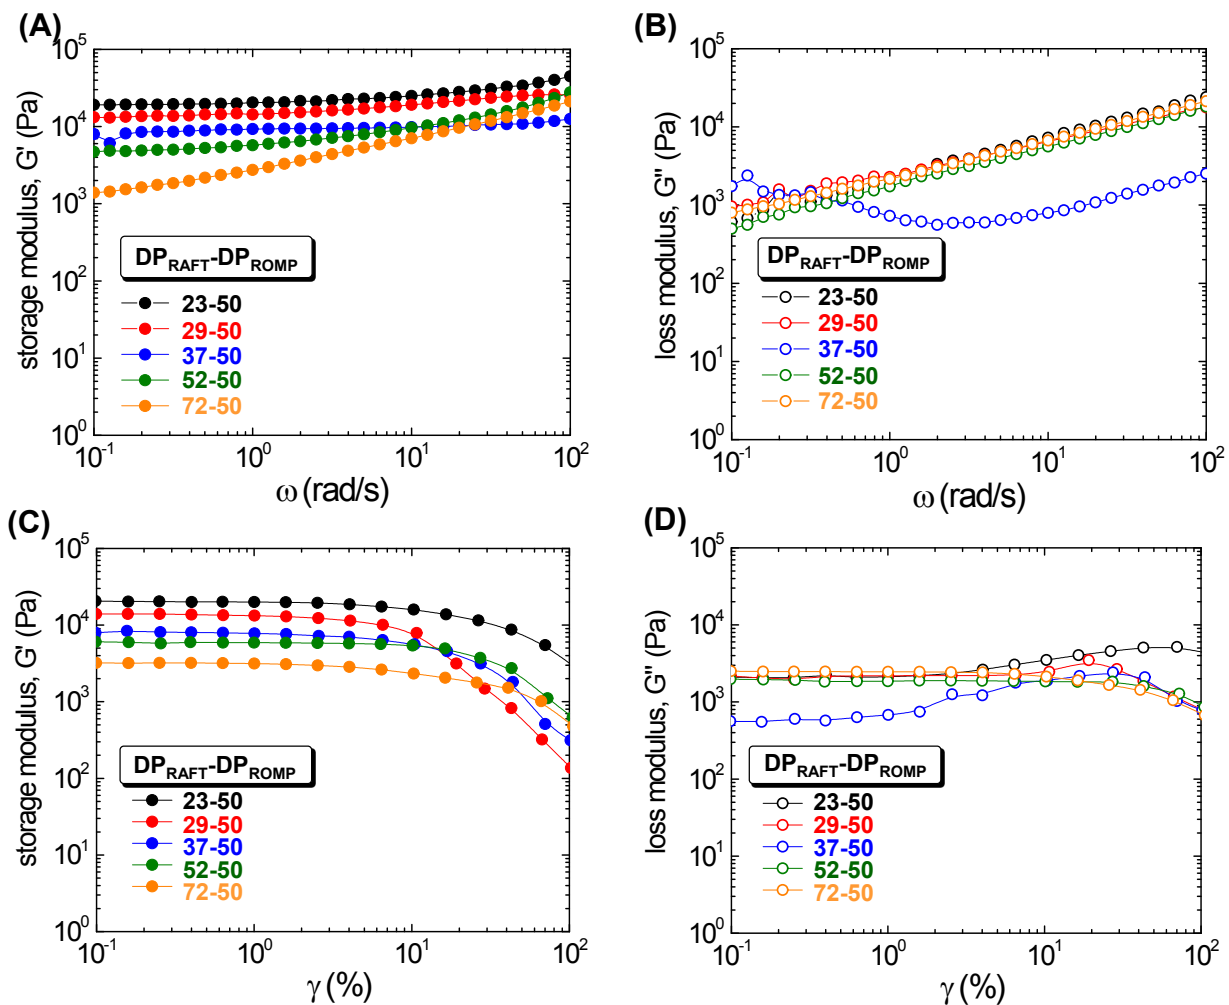 (A)
storage modulus, G' (Pa)
10^5
10^4
10^3
10^2
10^1
10^0
DP_RAFT-DP_ROMP
23-50
29-50
37-50
52-50
72-50
10^-1 10^0 10^1 10^2
ω (rad/s)
(B)
loss modulus, G" (Pa)
10^5
10^4
10^3
10^2
10^1
10^0
DP_RAFT-DP_ROMP
23-50
29-50
37-50
52-50
72-50
10^-1 10^0 10^1 10^2
ω (rad/s)
(C)
storage modulus, G' (Pa)
10^5
10^4
10^3
10^2
10^1
10^0
DP_RAFT-DP_ROMP
23-50
29-50
37-50
52-50
72-50
10^-1 10^0 10^1 10^2
γ (%)
(D)
loss modulus, G" (Pa)
10^5
10^4
10^3
10^2
10^1
10^0
DP_RAFT-DP_ROMP
23-50
29-50
37-50
52-50
72-50
10^-1 10^0 10^1 10^2
γ (%)